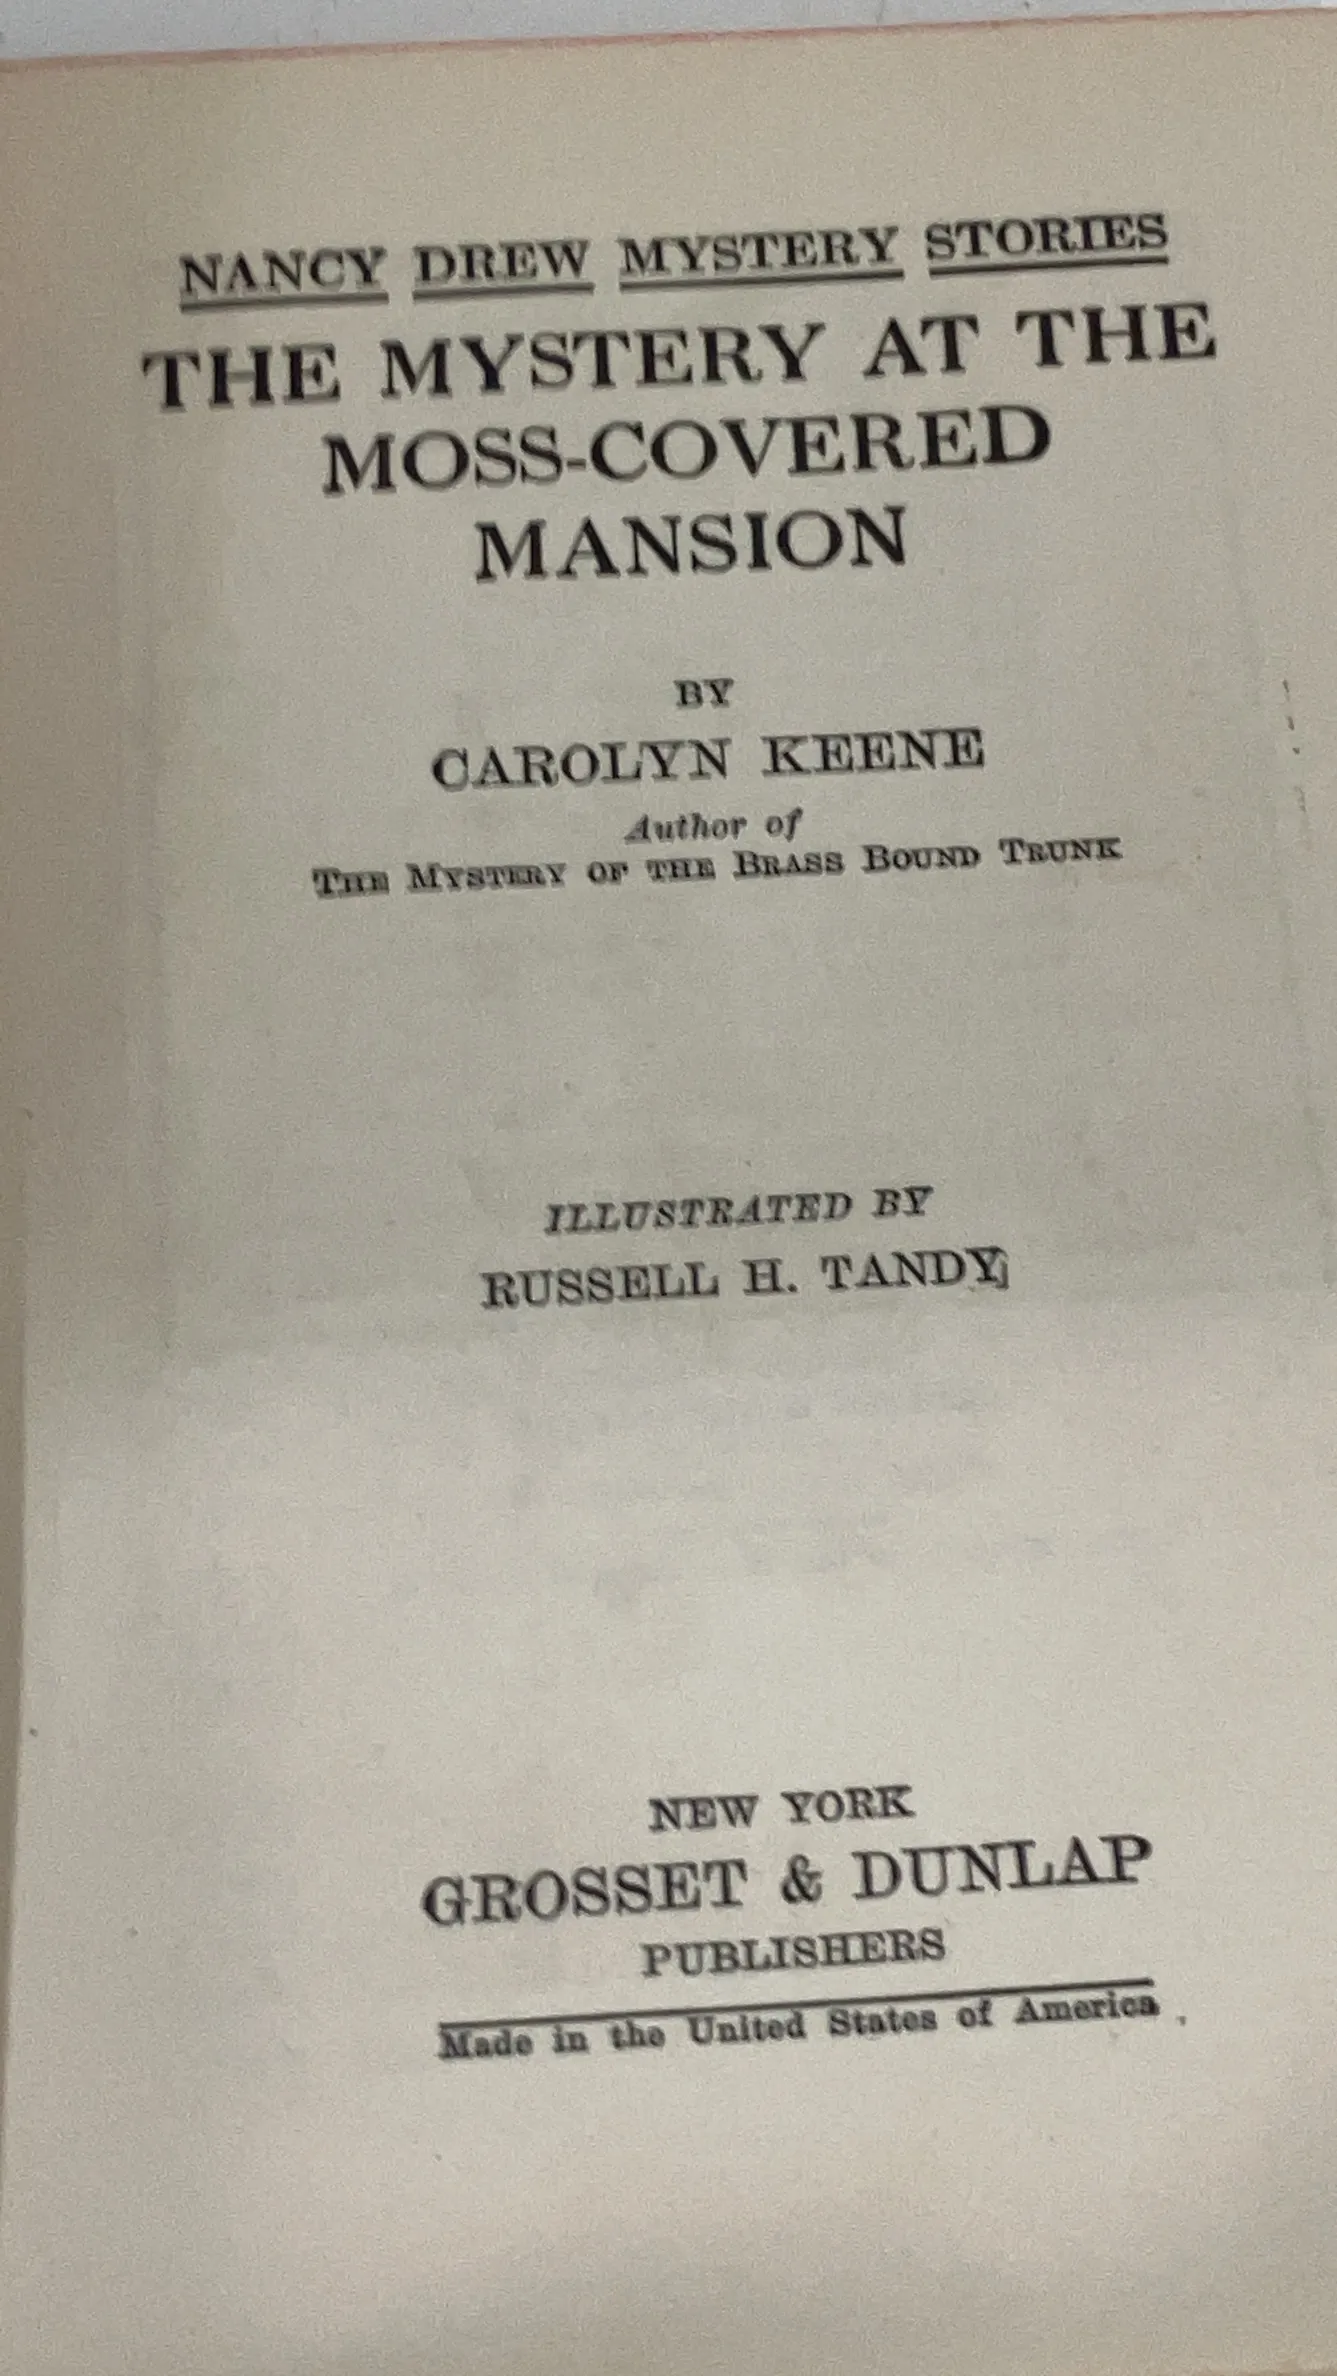 NANCY DREW MYSTERY STORIES
THE MYSTERY AT THE
MOSS-COVERED
MANSION
BY
CAROLYN KEENE
Author of
THE MYSTERY OF THE BRASS BOUND TRUNK
ILLUSTRATED BY
RUSSELL H. TANDY
NEW YORK
GROSSET & DUNLAP
PUBLISHERS
Made in the United States of America